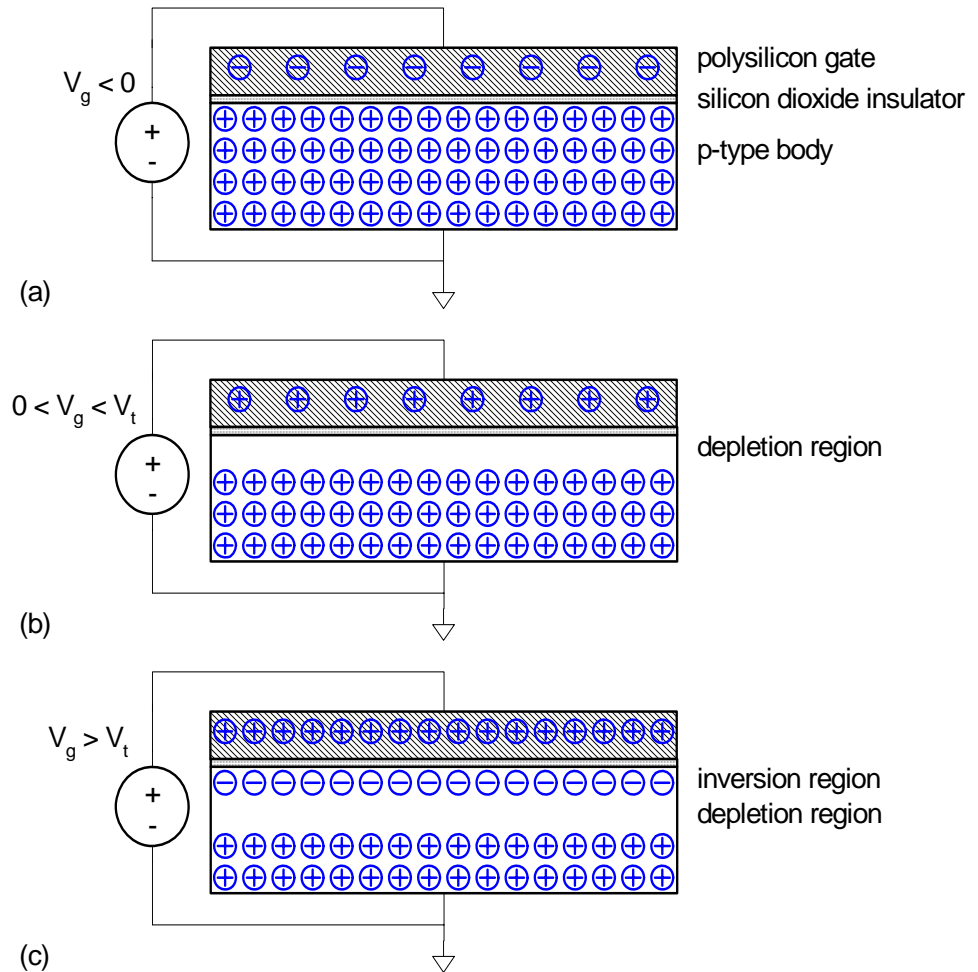 V_g < 0
+
-
polysilicon gate
silicon dioxide insulator
p-type body
(a)
0 < V_g < V_t
+
-
depletion region
(b)
V_g > V_t
+
-
inversion region
depletion region
(c)